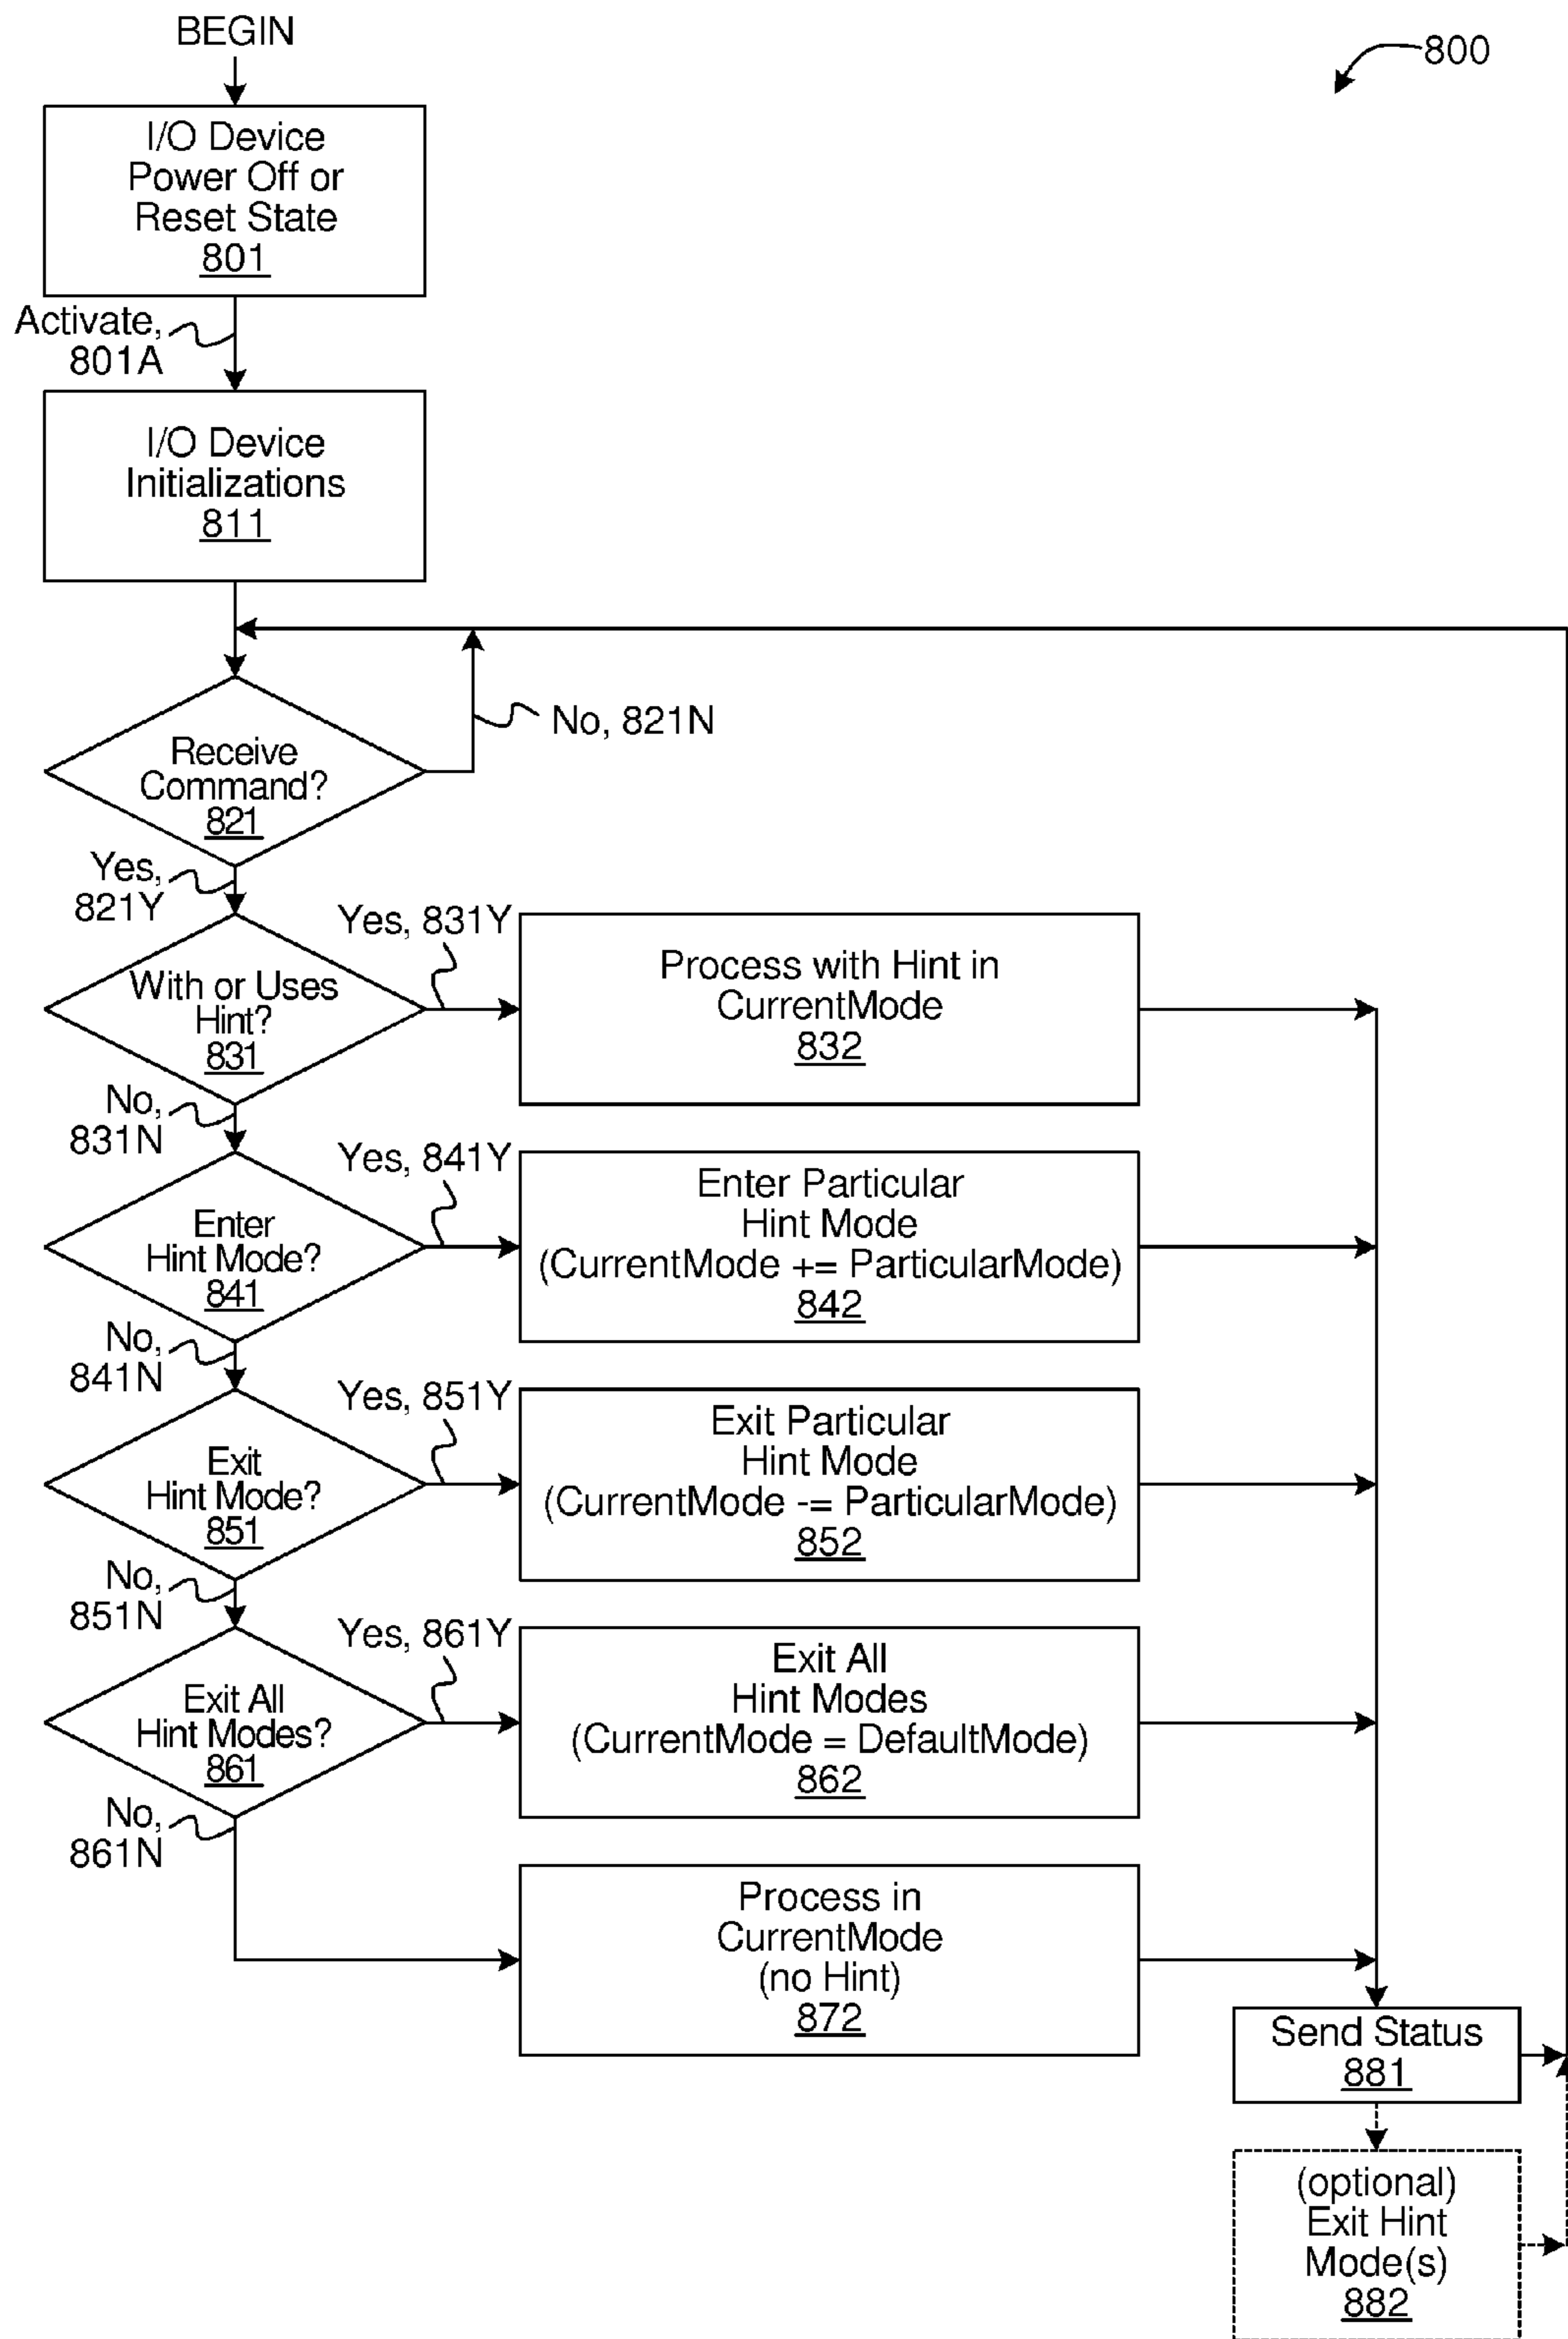 BEGIN
800
I/O Device
Power Off or
Reset State
801
Activate,
801A
I/O Device
Initializations
811
Receive
Command?
821
No, 821N
Yes,
821Y
With or Uses
Hint?
831
Yes, 831Y
Process with Hint in
CurrentMode
832
No,
831N
Enter
Hint Mode?
841
Yes, 841Y
Enter Particular
Hint Mode
(CurrentMode += ParticularMode)
842
No,
841N
Exit
Hint Mode?
851
Yes, 851Y
Exit Particular
Hint Mode
(CurrentMode -= ParticularMode)
852
No,
851N
Exit All
Hint Modes?
861
Yes, 861Y
Exit All
Hint Modes
(CurrentMode = DefaultMode)
862
No,
861N
Process in
CurrentMode
(no Hint)
872
Send Status
881
(optional)
Exit Hint
Mode(s)
882